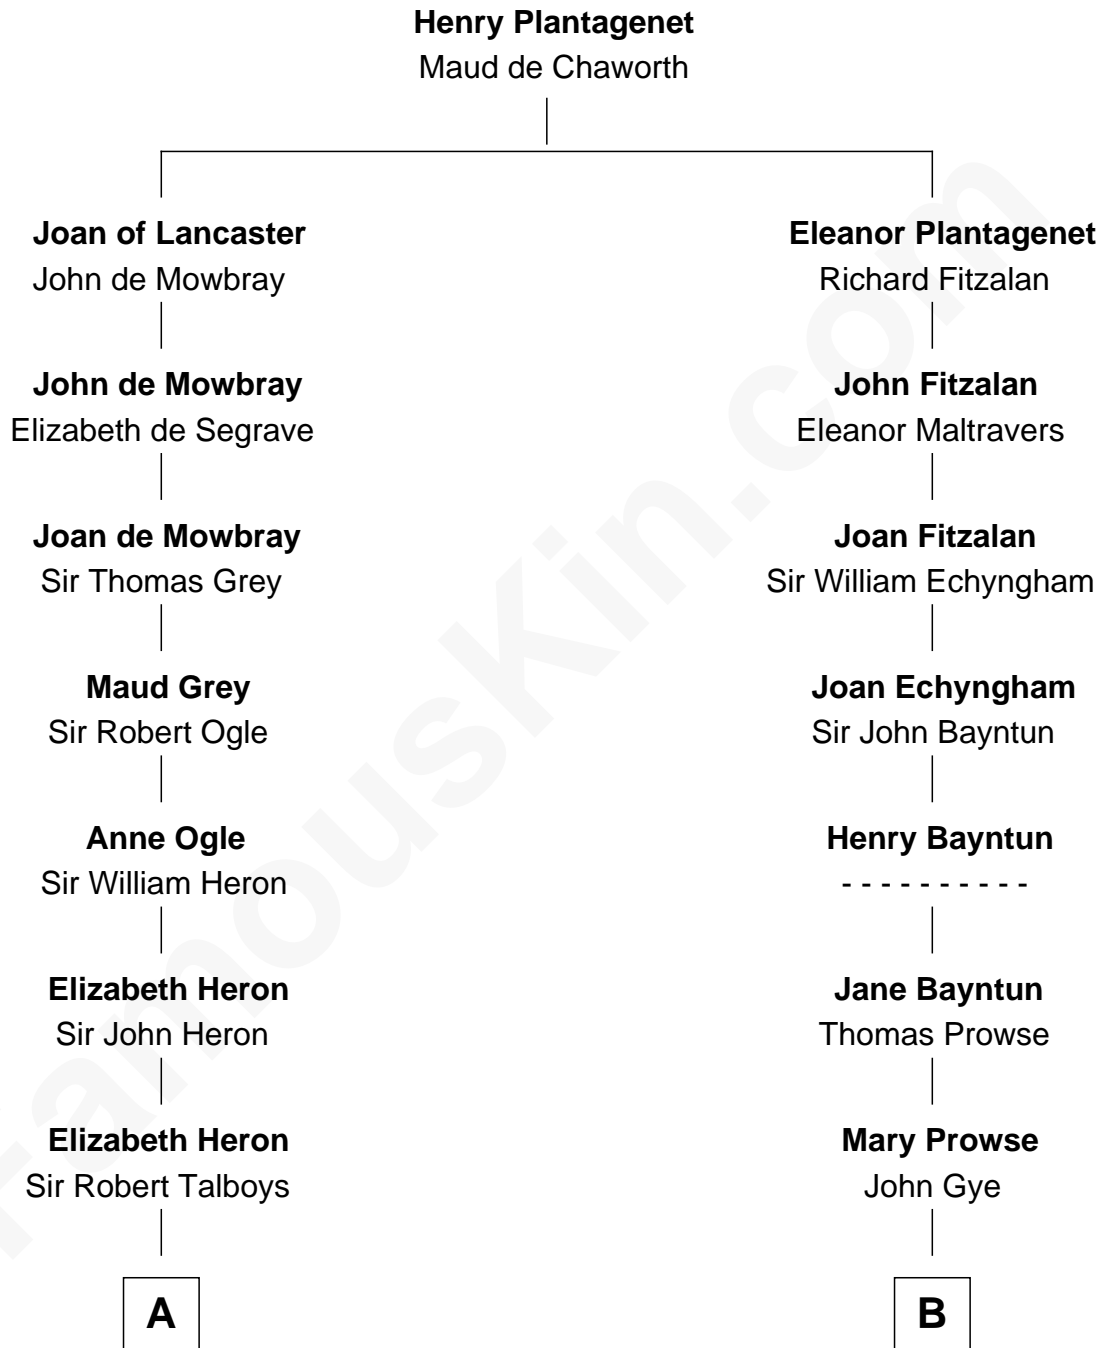 Henry Plantagenet
Maud de Chaworth
Joan of Lancaster
John de Mowbray
Eleanor Plantagenet
Richard Fitzalan
John de Mowbray
Elizabeth de Segrave
John Fitzalan
Eleanor Maltravers
Joan de Mowbray
Sir Thomas Grey
Joan Fitzalan
Sir William Echyngham
Maud Grey
Sir Robert Ogle
Joan Echyngham
Sir John Bayntun
Anne Ogle
Sir William Heron
Henry Bayntun
- - - - - - - - - -
Elizabeth Heron
Sir John Heron
Jane Bayntun
Thomas Prowse
Elizabeth Heron
Sir Robert Talboys
Mary Prowse
John Gye
A
B
FamousKin.com